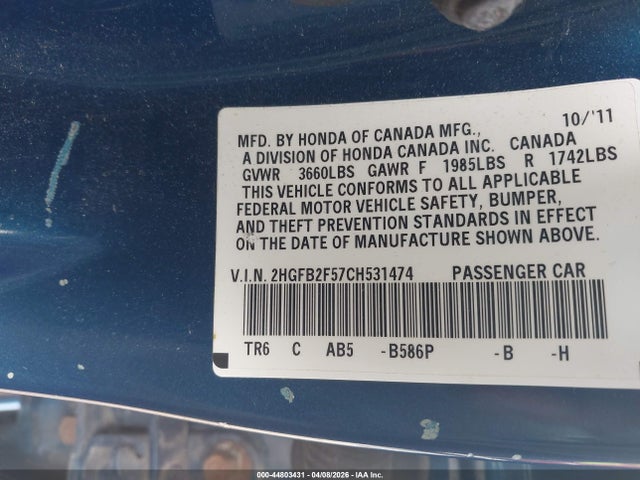 10/'11
MFD. BY HONDA OF CANADA MFG.,
A DIVISION OF HONDA CANADA INC. CANADA
GVWR 3660LBS GAWR F 1985LBS R 1742LBS
THIS VEHICLE CONFORMS TO ALL APPLICABLE
FEDERAL MOTOR VEHICLE SAFETY, BUMPER,
AND THEFT PREVENTION STANDARDS IN EFFECT
ON THE DATE OF MANUFACTURE SHOWN ABOVE.
V.I.N. 2HGFB2F57CH531474 PASSENGER CAR
TR6 C AB5 -B586P -B -H
000-44803431 - 04/08/2026 - IAA Inc.